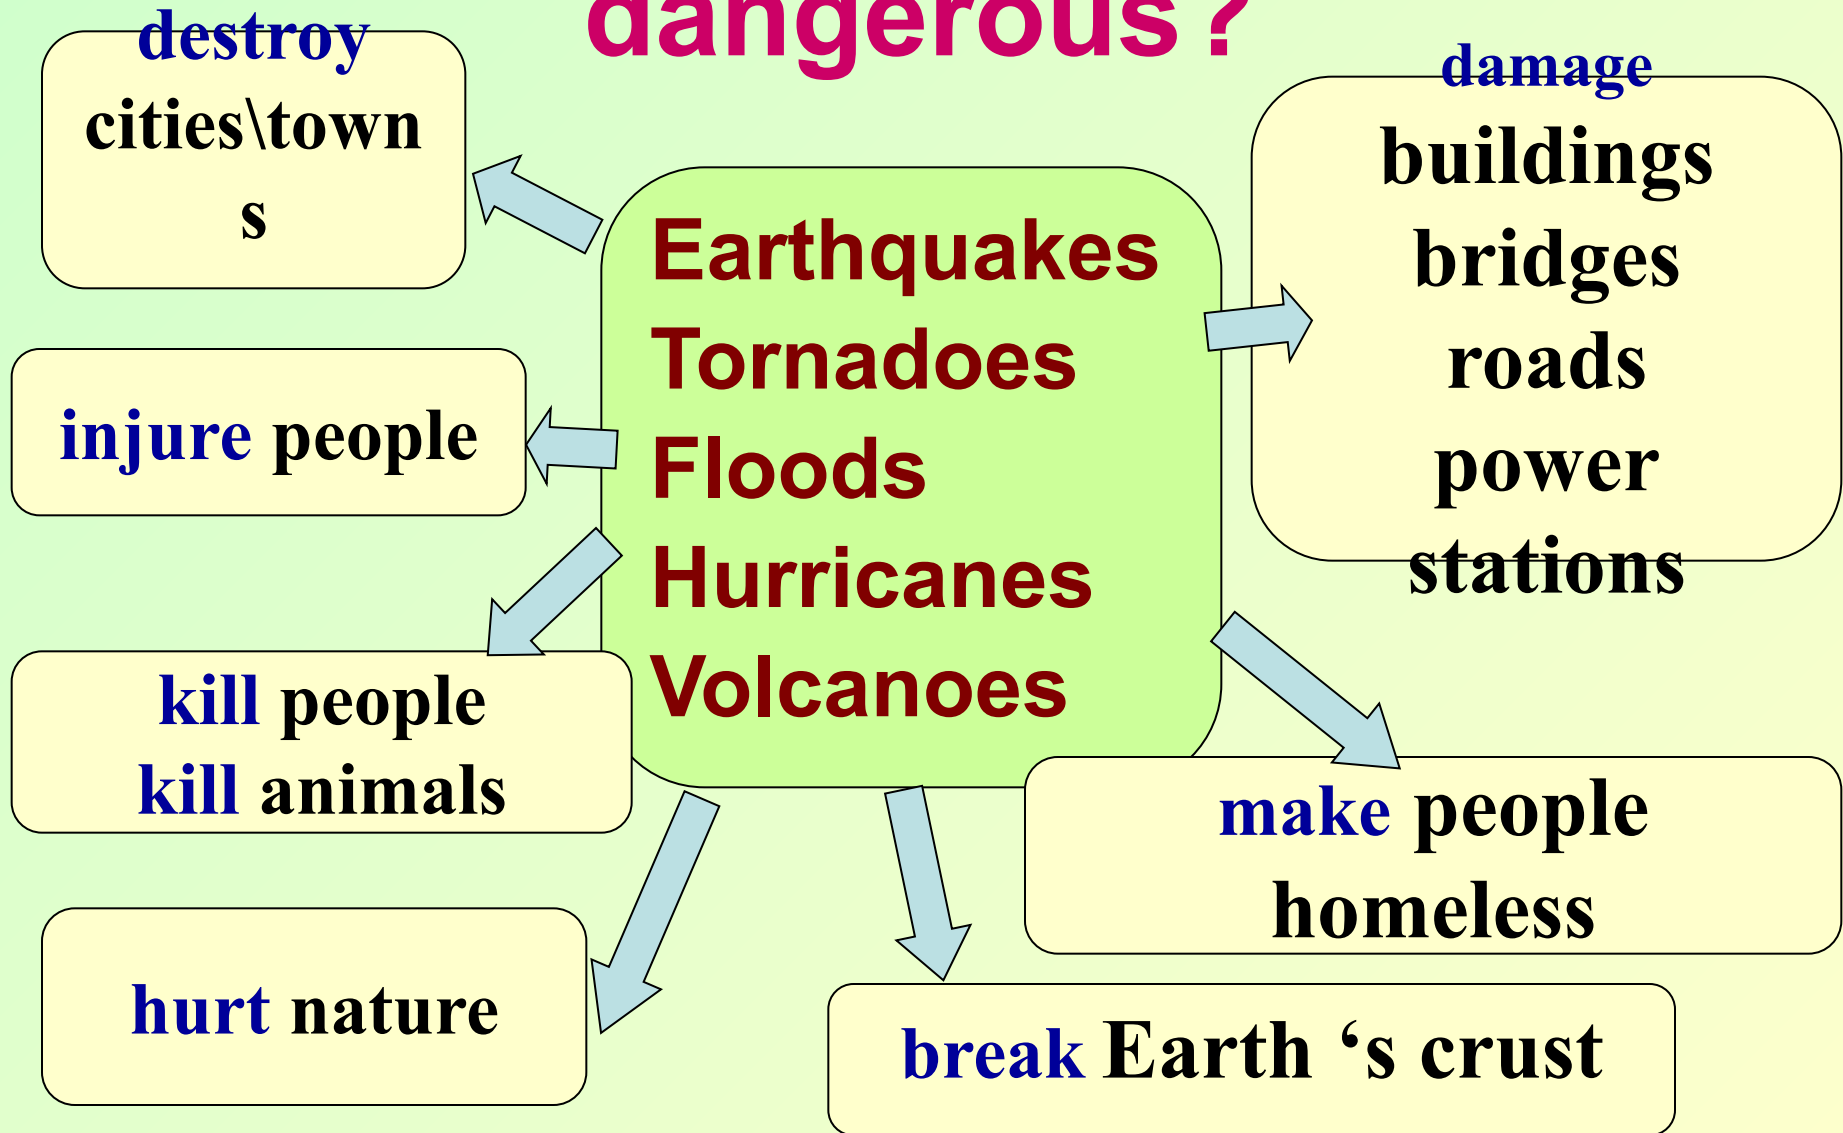 dangerous?
destroy
cities\town
s
injure people
kill people
kill animals
hurt nature
Earthquakes
Tornadoes
Floods
Hurricanes
Volcanoes
damage
buildings
bridges
roads
power
stations
make people
homeless
break Earth ‘s crust